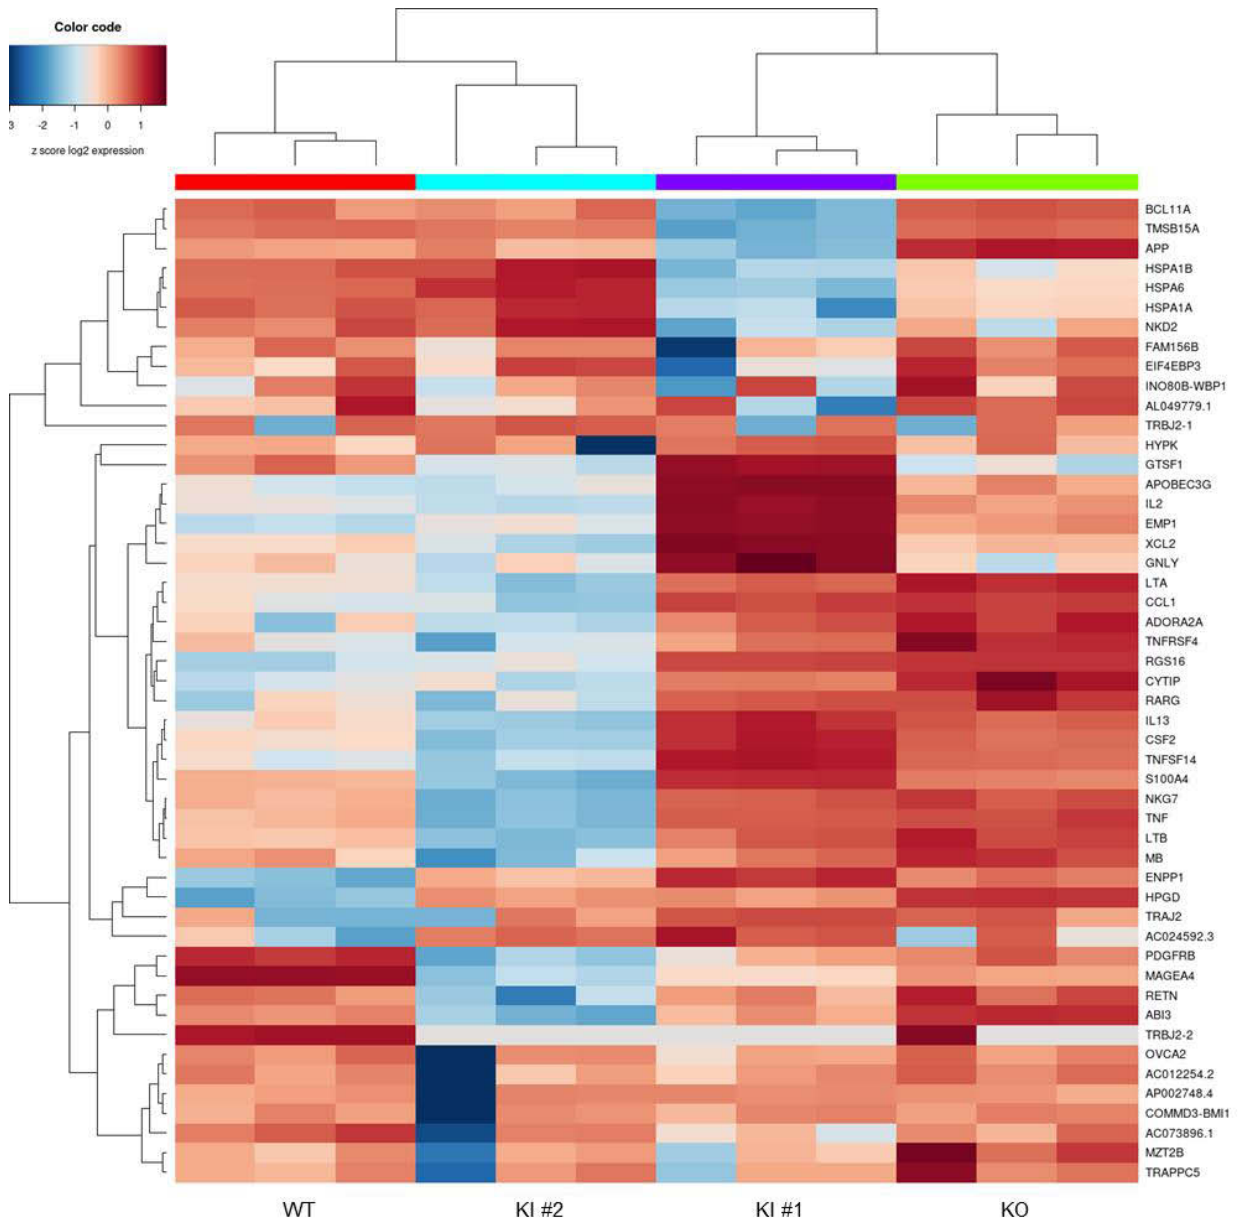 Color code
3 -2 -1 0 1
z score log2 expression
BCL11A
TMSB15A
APP
HSPA1B
HSPA6
HSPA1A
NKD2
FAM156B
EIF4EBP3
INO80B-WBP1
AL049779.1
TRBJ2-1
HYPK
GTSF1
APOBEC3G
IL2
EMP1
XCL2
GNLY
LTA
CCL1
ADORA2A
TNFRSF4
RGS16
CYTIP
RARG
IL13
CSF2
TNFSF14
S100A4
NKG7
TNF
LTB
MB
ENPP1
HPGD
TRAJ2
AC024592.3
PDGFRB
MAGEA4
RETN
ABI3
TRBJ2-2
OVCA2
AC012254.2
AP002748.4
COMMD3-BMI1
AC073896.1
MZT2B
TRAPPC5
WT KI #2 KI #1 KO